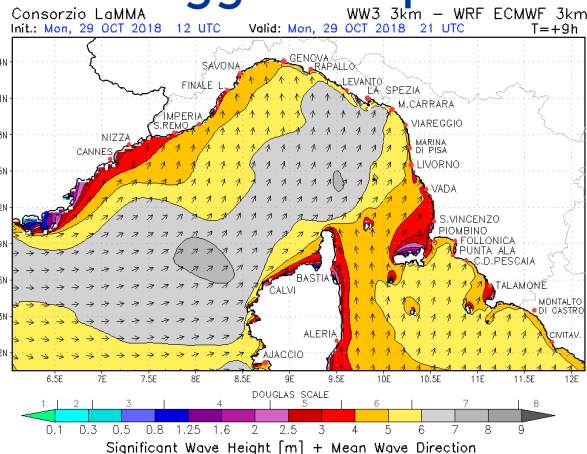 Consorzio LaMMA
WW3 3km – WRF ECMWF 3km
Init.: Mon, 29 OCT 2018 12 UTC
Valid: Mon, 29 OCT 2018 21 UTC
T=+9h
GENOVA
SAVONA
RAPALLO
FINALE L.
LEVANTO
LA SPEZIA
M.CARRARA
IMPERIA
S.REMO
VIAREGGIO
NIZZA
MARINA
DI PISA
CANNES
LIVORNO
VADA
S.VINCENZO
PIOMBINO
FOLLONICA
PUNTA ALA
C.D.PESCAIA
BASTIA
CALVI
TALAMONE
MONTALTO
DI CASTRO
ALERIA
CIVITAV.
AJACCIO
6.5E 7E 7.5E 8E 8.5E 9E 9.5E 10E 10.5E 11E 11.5E 12E
DOUGLAS SCALE
1 2 3 4 5 6 7 8
0.1 0.3 0.5 0.8 1.25 1.6 2 2.5 3 4 5 6 7 8 9
Significant Wave Height [m] + Mean Wave Direction